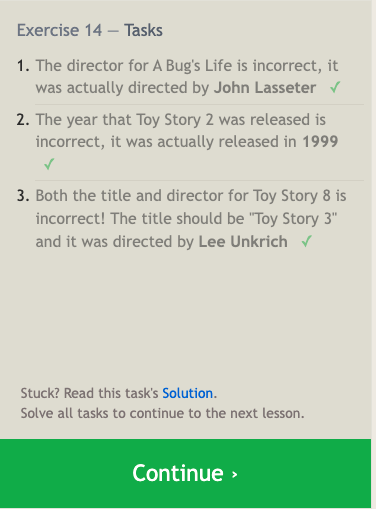 Exercise 14 — Tasks
1. The director for A Bug's Life is incorrect, it
was actually directed by John Lasseter ✓
2. The year that Toy Story 2 was released is
incorrect, it was actually released in 1999
✓
3. Both the title and director for Toy Story 8 is
incorrect! The title should be "Toy Story 3"
and it was directed by Lee Unkrich ✓
Stuck? Read this task's Solution.
Solve all tasks to continue to the next lesson.
Continue ›